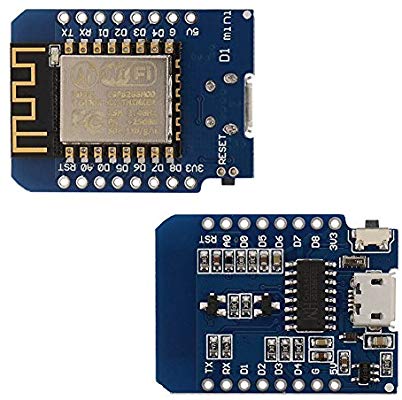 TX RX D1 D2 D3 D4 G 5V
D1 mini
WiFi
RESET
RST A0 D0 D5 D6 D7 D8 3V3
RST A0 D0 D5 D6 D7 D8 3V3
TX RX D1 D2 D3 D4 G 5V